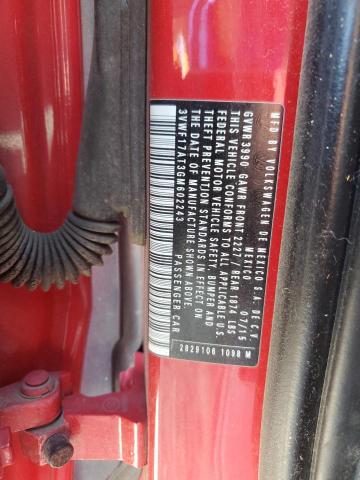 MFD BY VOLKSWAGEN DE MEXICO S.A. DE C.V.
MEXICO 07/15
GVWR 3990 GAWR FRONT 2227 / REAR 1874 LBS
THIS VEHICLE CONFORMS TO ALL APPLICABLE U.S.
FEDERAL MOTOR VEHICLE SAFETY, BUMPER AND
THEFT PREVENTION STANDARDS IN EFFECT ON
THE DATE OF MANUFACTURE SHOWN ABOVE.
3VWF17AT3GM602243
PASSENGER CAR
2829106 1098 M